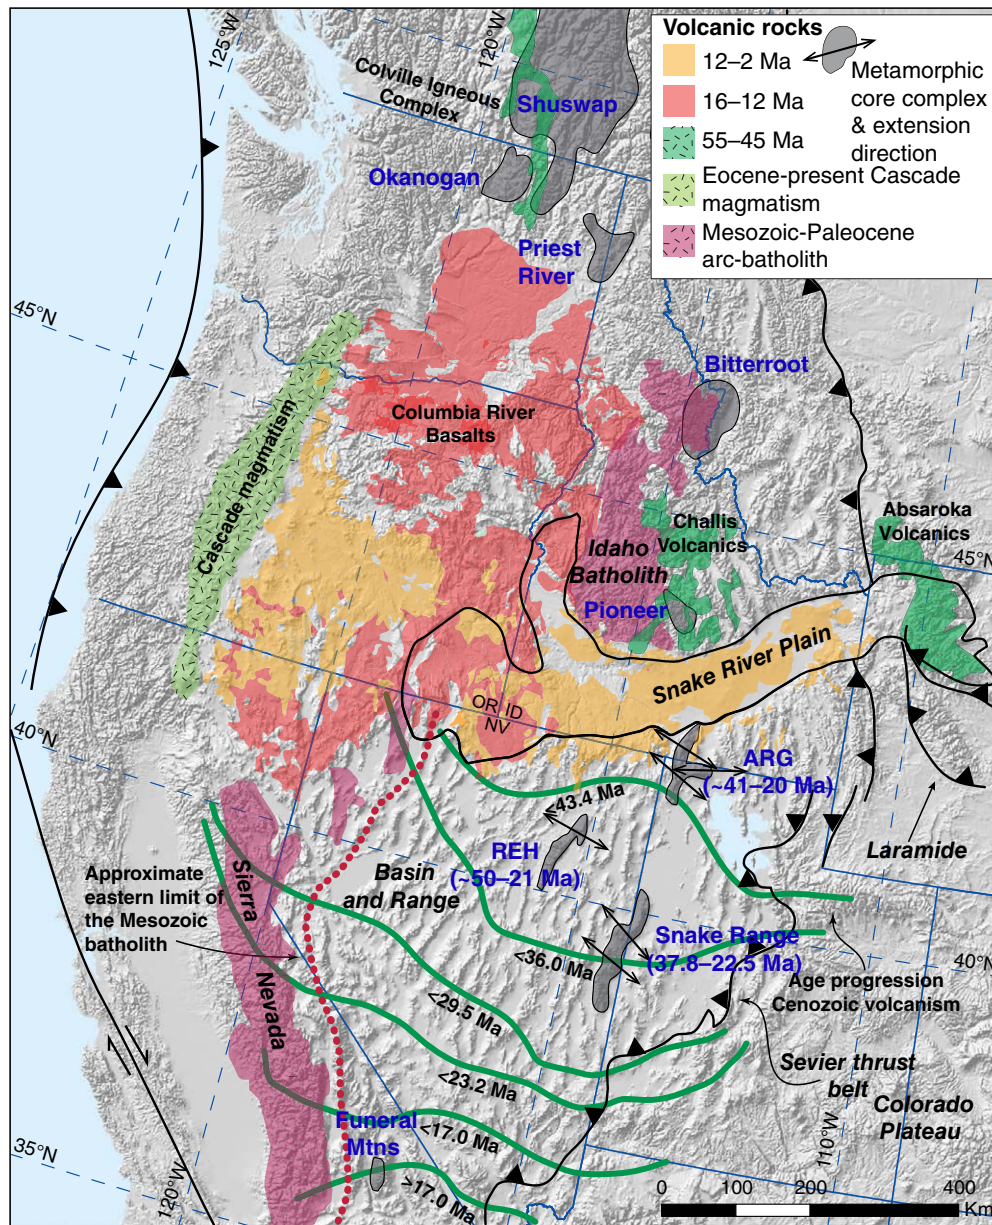 125°W
120°W
Colville Igneous
Complex
Shuswap
Okanogan
Priest
River
Volcanic rocks
12–2 Ma
16–12 Ma
55–45 Ma
Eocene-present Cascade
magmatism
Mesozoic-Paleocene
arc-batholith
Metamorphic
core complex
& extension
direction
45°N
Bitterroot
Columbia River
Basalts
Cascade magmatism
Challis
Volcanics
Absaroka
Volcanics
45°N
Idaho
Batholith
Pioneer
Snake River Plain
OR ID
NV
40°N
ARG
(~41–20 Ma)
<43.4 Ma
REH
(~50–21 Ma)
Laramide
Approximate
eastern limit of
the Mesozoic
batholith
Sierra
Nevada
Basin
and Range
Snake Range
(37.8–22.5 Ma)
<36.0 Ma
40°N
Age progression
Cenozoic volcanism
<29.5 Ma
<23.2 Ma
Sevier thrust
belt
Colorado
Plateau
Funeral
Mtns
<17.0 Ma
>17.0 Ma
35°N
120°W
110°W
0 100 200 400
Km